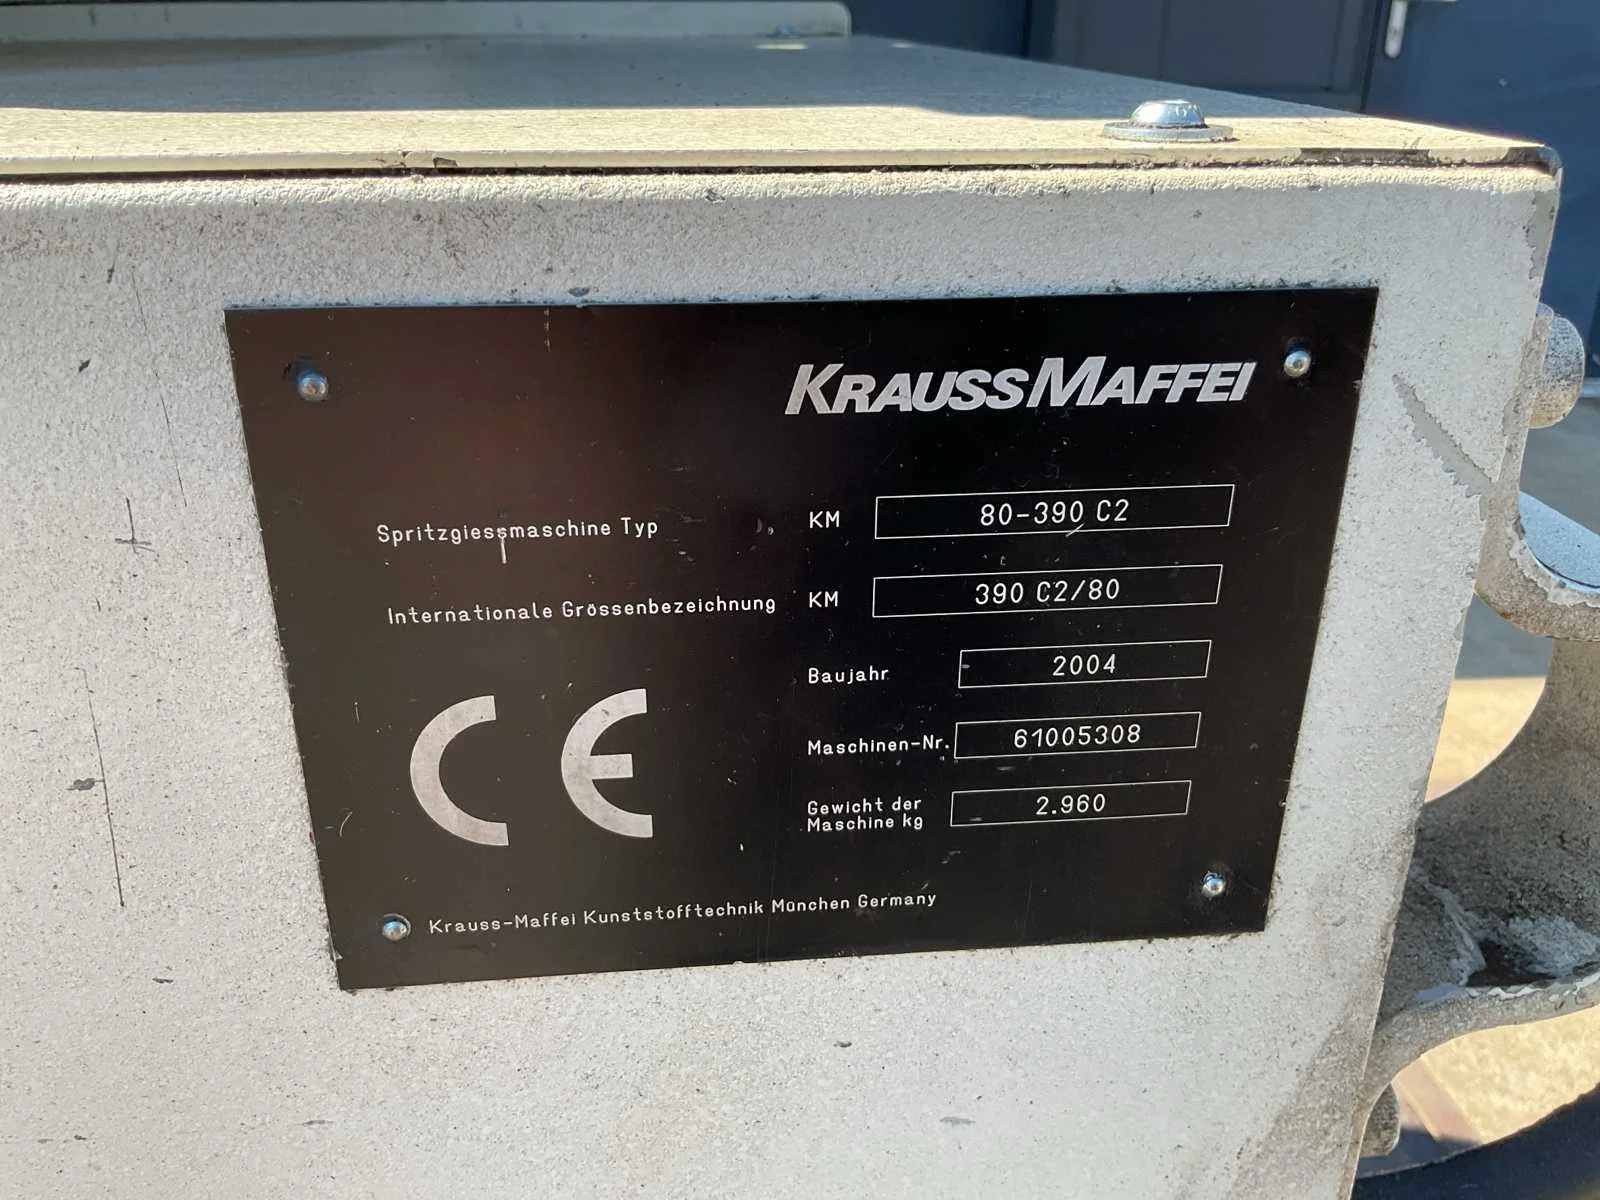 KRAUSSMAFFEI
Spritzgiessmaschine Typ KM 80-390 C2
Internationale Grössenbezeichnung KM 390 C2/80
Baujahr 2004
Maschinen-Nr. 61005308
Gewicht der
Maschine kg 2.960
CE
Krauss-Maffei Kunststofftechnik München Germany